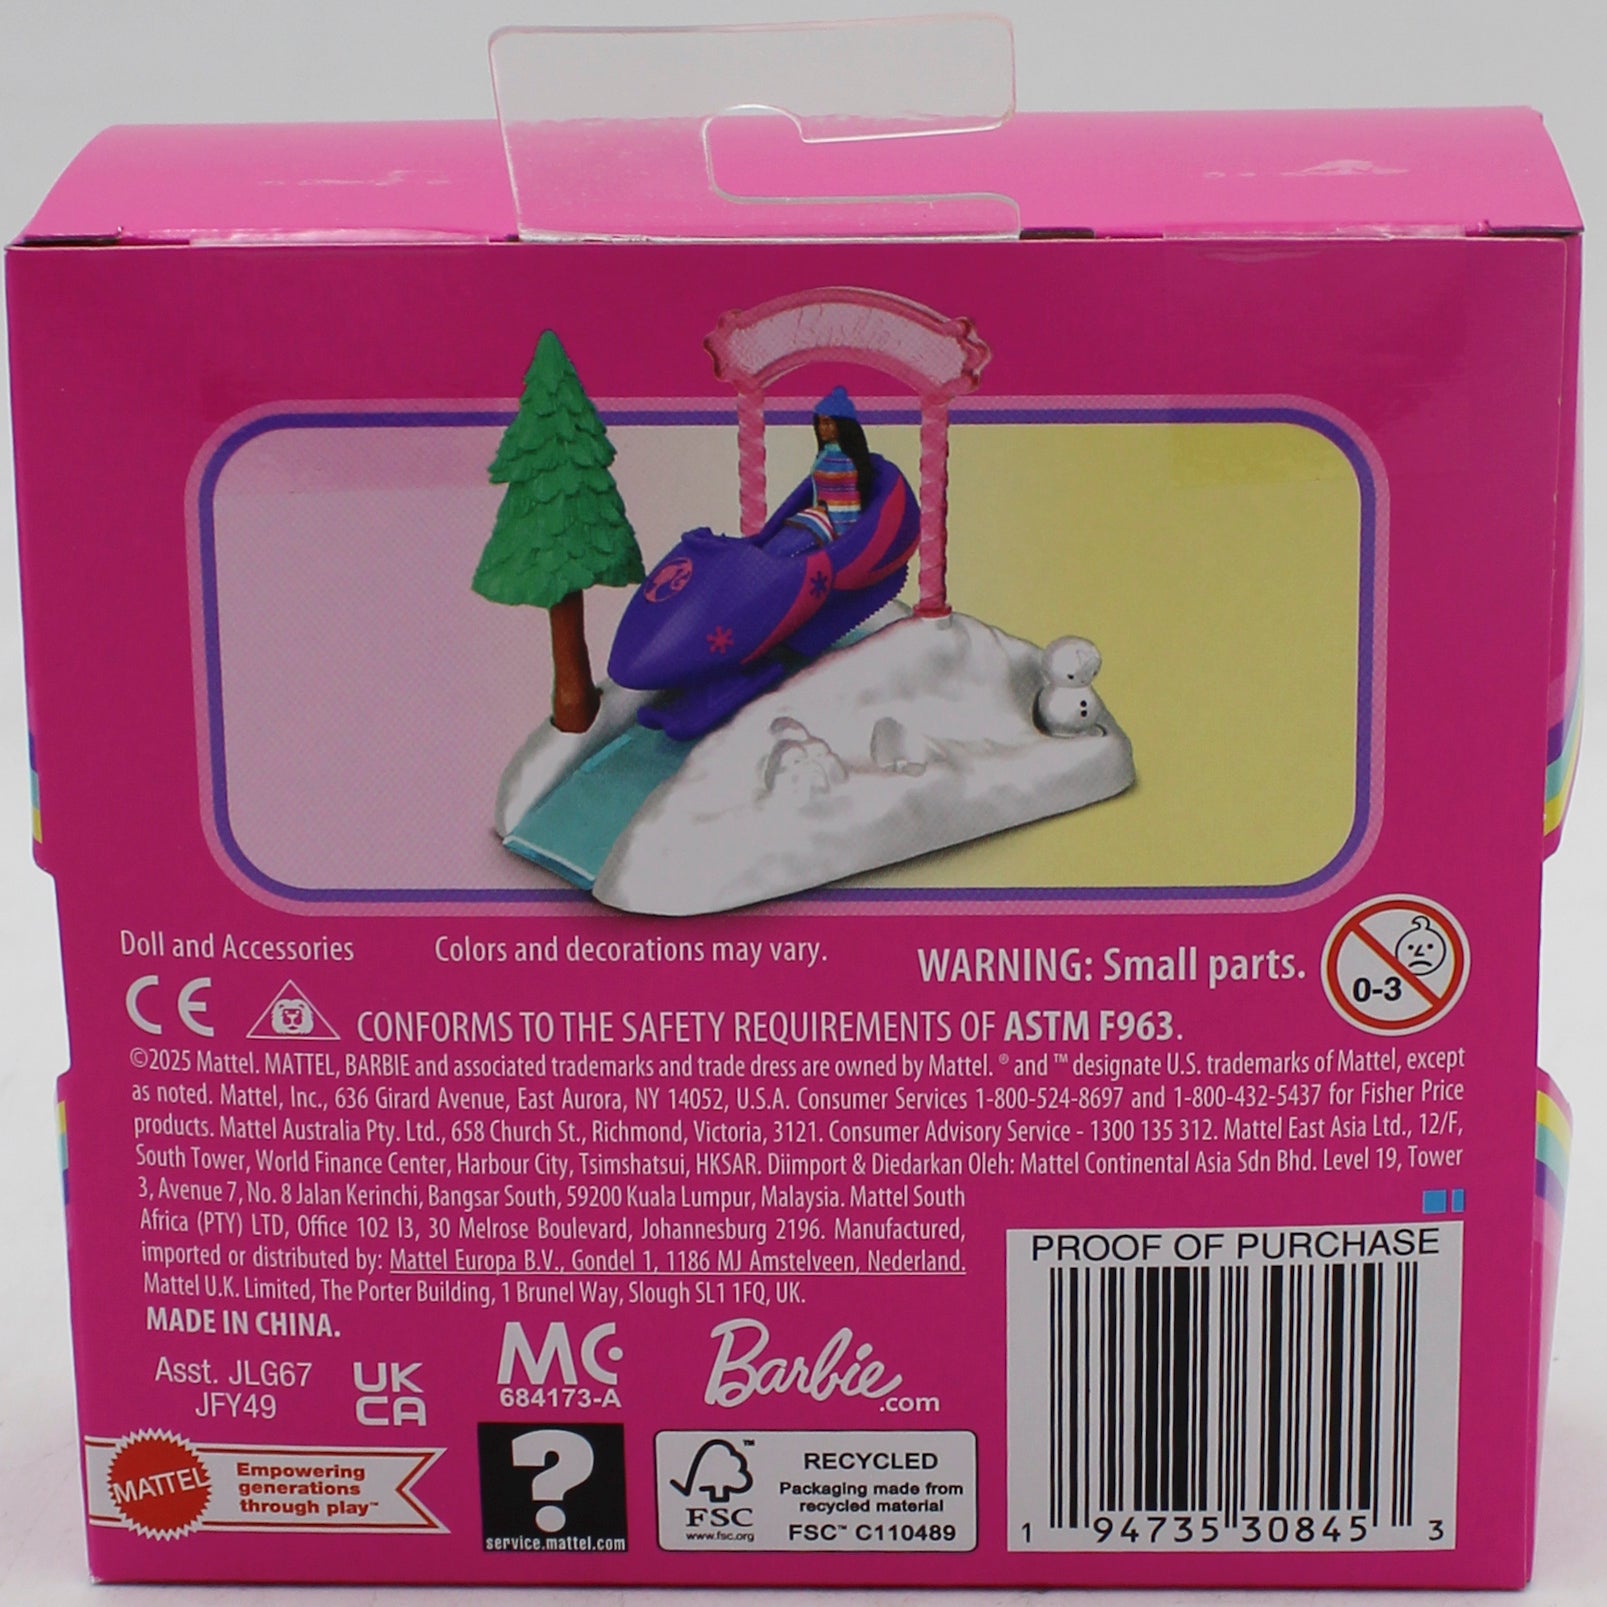 Barbie
Doll and Accessories
Colors and decorations may vary.
WARNING: Small parts.
0-3
CE
CONFORMS TO THE SAFETY REQUIREMENTS OF ASTM F963.
©2025 Mattel. MATTEL, BARBIE and associated trademarks and trade dress are owned by Mattel. ® and ™ designate U.S. trademarks of Mattel, except
as noted. Mattel, Inc., 636 Girard Avenue, East Aurora, NY 14052, U.S.A. Consumer Services 1-800-524-8697 and 1-800-432-5437 for Fisher Price
products. Mattel Australia Pty. Ltd., 658 Church St., Richmond, Victoria, 3121. Consumer Advisory Service - 1300 135 312. Mattel East Asia Ltd., 12/F,
South Tower, World Finance Center, Harbour City, Tsimshatsui, HKSAR. Diimport & Diedarkan Oleh: Mattel Continental Asia Sdn Bhd. Level 19, Tower
3, Avenue 7, No. 8 Jalan Kerinchi, Bangsar South, 59200 Kuala Lumpur, Malaysia. Mattel South
Africa (PTY) LTD, Office 102 I3, 30 Melrose Boulevard, Johannesburg 2196. Manufactured,
imported or distributed by: Mattel Europa B.V., Gondel 1, 1186 MJ Amstelveen, Nederland.
Mattel U.K. Limited, The Porter Building, 1 Brunel Way, Slough SL1 1FQ, UK.
MADE IN CHINA.
Asst. JLG67
JFY49
UK
CA
MC
684173-A
Barbie.com
PROOF OF PURCHASE
1 94735 30845 3
MATTEL
Empowering
generations
through play™
?
service.mattel.com
FSC
www.fsc.org
RECYCLED
Packaging made from
recycled material
FSC™ C110489